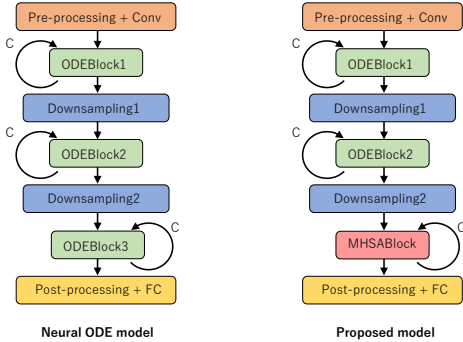 Pre-processing + Conv
C
ODEBlock1
Downsampling1
C
ODEBlock2
Downsampling2
C
ODEBlock3
Post-processing + FC
Neural ODE model
Pre-processing + Conv
C
ODEBlock1
Downsampling1
C
ODEBlock2
Downsampling2
C
MHSABlock
Post-processing + FC
Proposed model